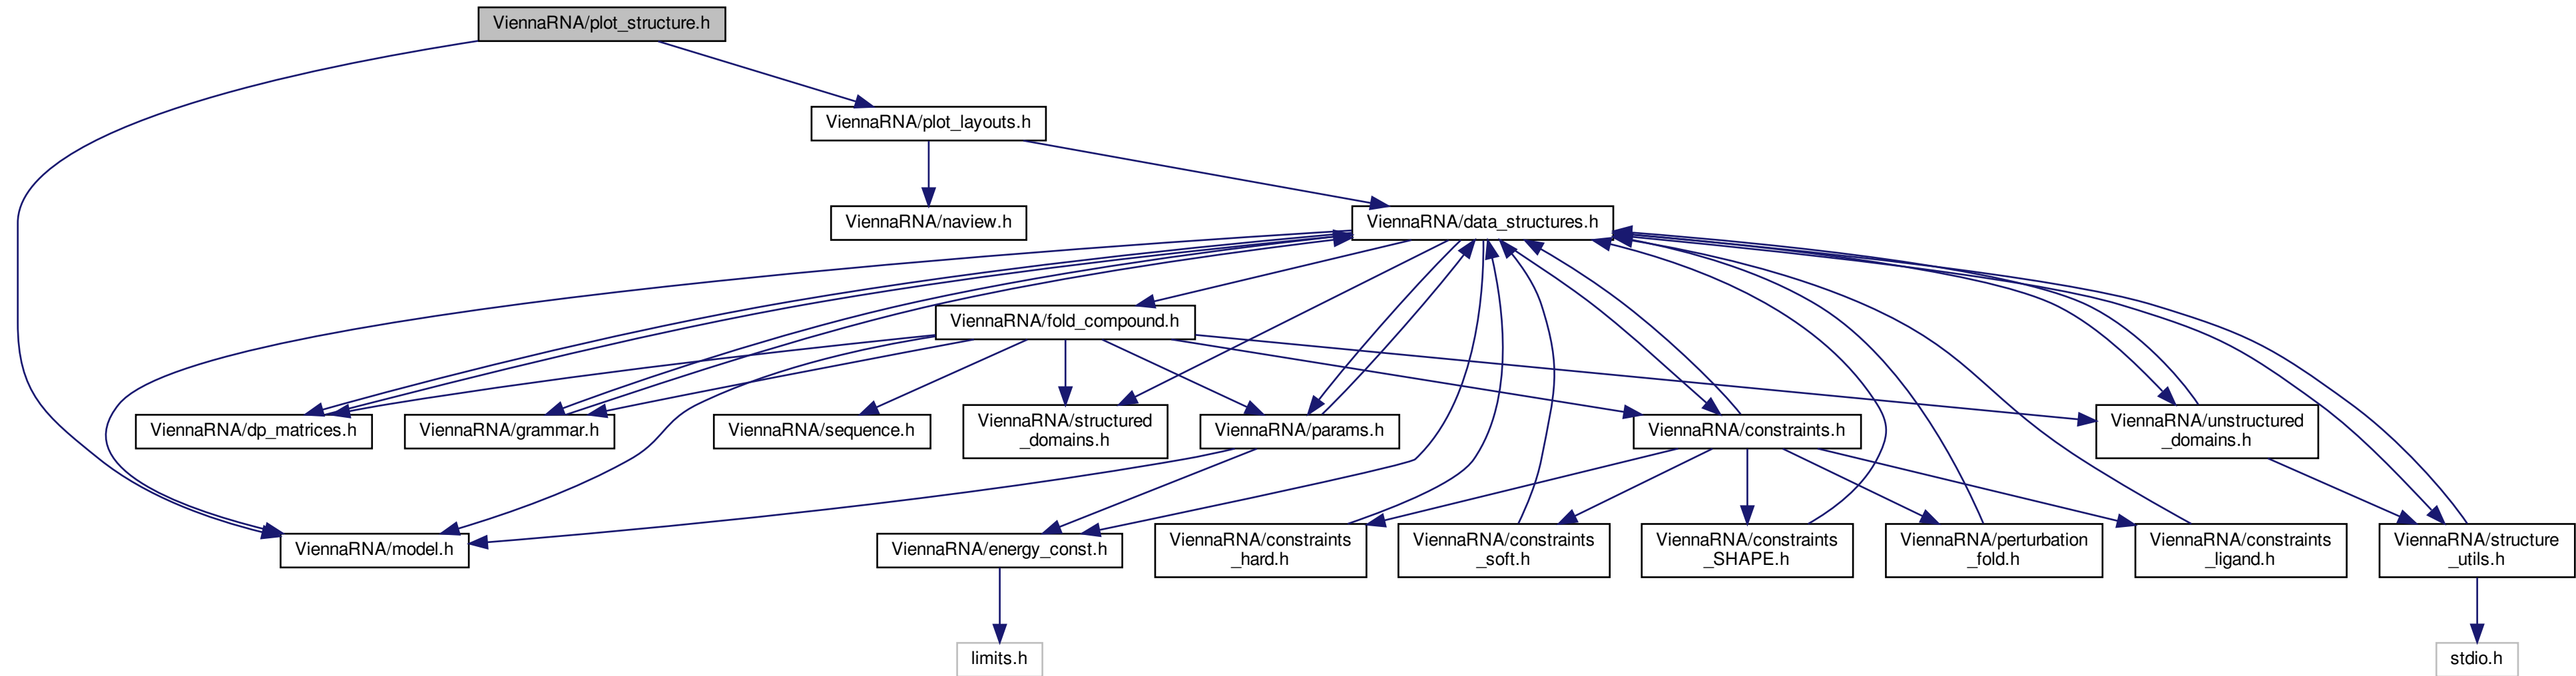 ViennaRNA/plot_structure.h
ViennaRNA/plot_layouts.h
ViennaRNA/naview.h
ViennaRNA/data_structures.h
ViennaRNA/fold_compound.h
ViennaRNA/dp_matrices.h
ViennaRNA/grammar.h
ViennaRNA/sequence.h
ViennaRNA/structured
_domains.h
ViennaRNA/params.h
ViennaRNA/constraints.h
ViennaRNA/unstructured
_domains.h
ViennaRNA/model.h
ViennaRNA/energy_const.h
ViennaRNA/constraints
_hard.h
ViennaRNA/constraints
_soft.h
ViennaRNA/constraints
_SHAPE.h
ViennaRNA/perturbation
_fold.h
ViennaRNA/constraints
_ligand.h
ViennaRNA/structure
_utils.h
limits.h
stdio.h